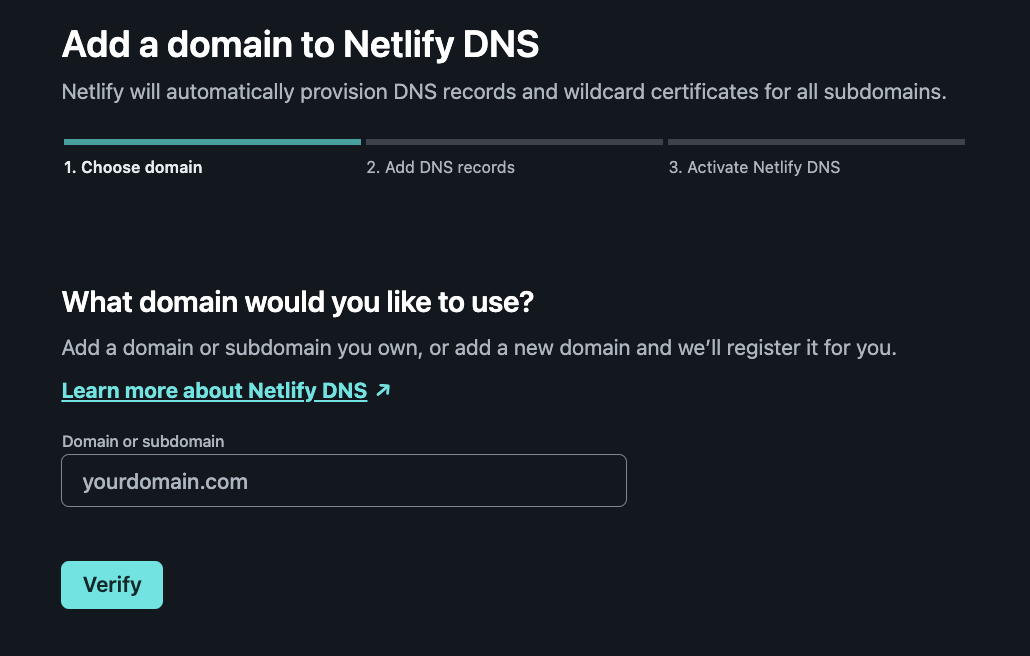 Add a domain to Netlify DNS
Netlify will automatically provision DNS records and wildcard certificates for all subdomains.
1. Choose domain
2. Add DNS records
3. Activate Netlify DNS
What domain would you like to use?
Add a domain or subdomain you own, or add a new domain and we’ll register it for you.
Learn more about Netlify DNS ↗
Domain or subdomain
yourdomain.com
Verify